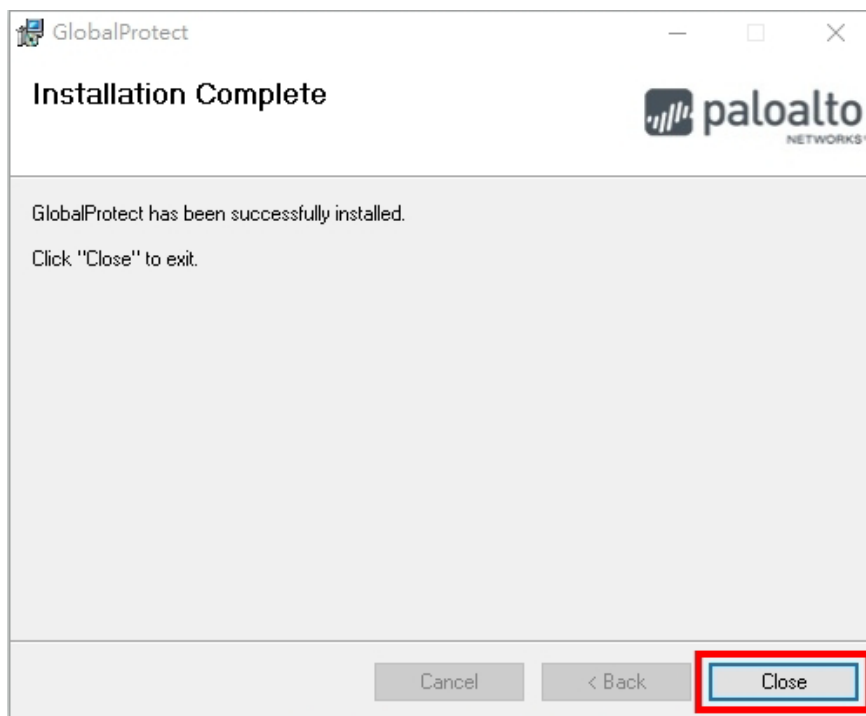 GlobalProtect
Installation Complete
paloalto
NETWORKS
GlobalProtect has been successfully installed.
Click "Close" to exit.
Cancel
< Back
Close